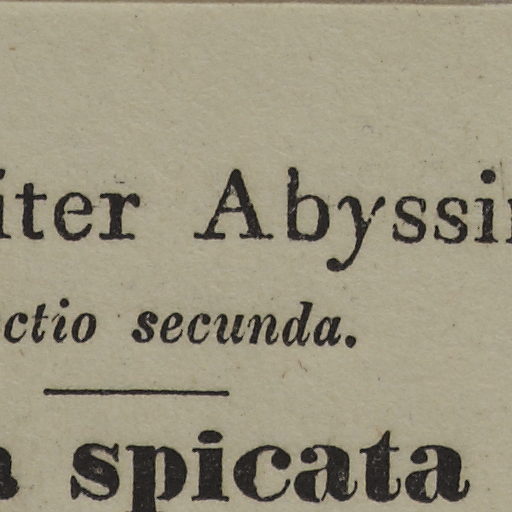 iter Abyssin
ctio secunda.
a spicata